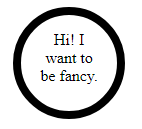 Hi! I
want to
be fancy.